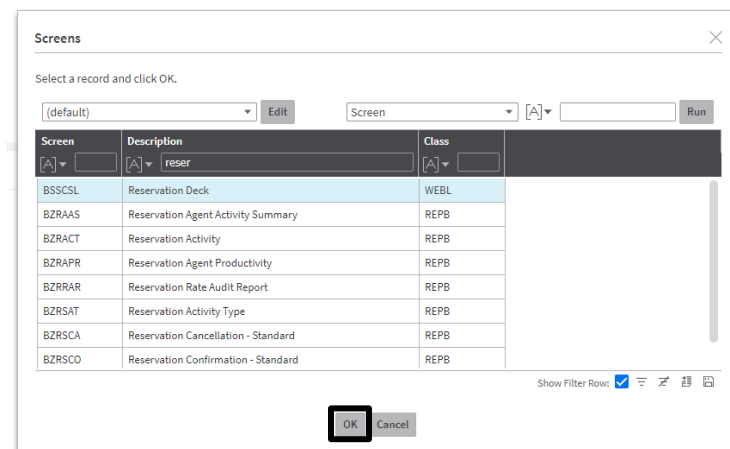 Screens
Select a record and click OK.
(default) Edit Screen [A] Run
Screen Description Class
[A] [A] reser [A]
BSSCSL Reservation Deck WEBL
BZRAAS Reservation Agent Activity Summary REPB
BZRACT Reservation Activity REPB
BZRAPR Reservation Agent Productivity REPB
BZRRAR Reservation Rate Audit Report REPB
BZRSAT Reservation Activity Type REPB
BZRSCA Reservation Cancellation - Standard REPB
BZRSCO Reservation Confirmation - Standard REPB
Show Filter Row:
OK Cancel